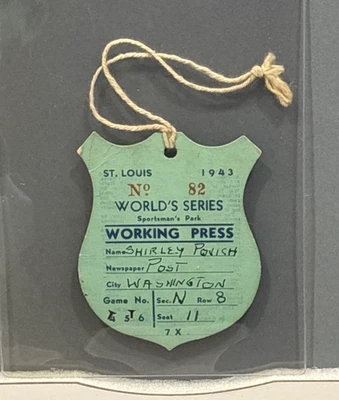 ST. LOUIS 1943
Nº 82
WORLD'S SERIES
Sportsman's Park
WORKING PRESS
Name SHIRLEY POVICH
Newspaper POST
City WASHINGTON
Game No. Sec. N Row 8
4 5 6 Seat 11
7 X